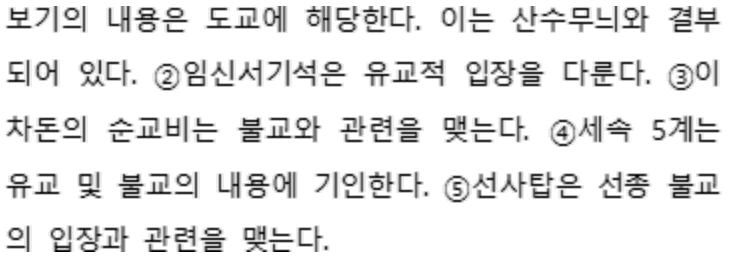 보기의 내용은 도교에 해당한다. 이는 산수무늬와 결부
되어 있다. ②임신서기석은 유교적 입장을 다룬다. ③이
차돈의 순교비는 불교와 관련을 맺는다. ④세속 5계는
유교 및 불교의 내용에 기인한다. ⑤선사탑은 선종 불교
의 입장과 관련을 맺는다.